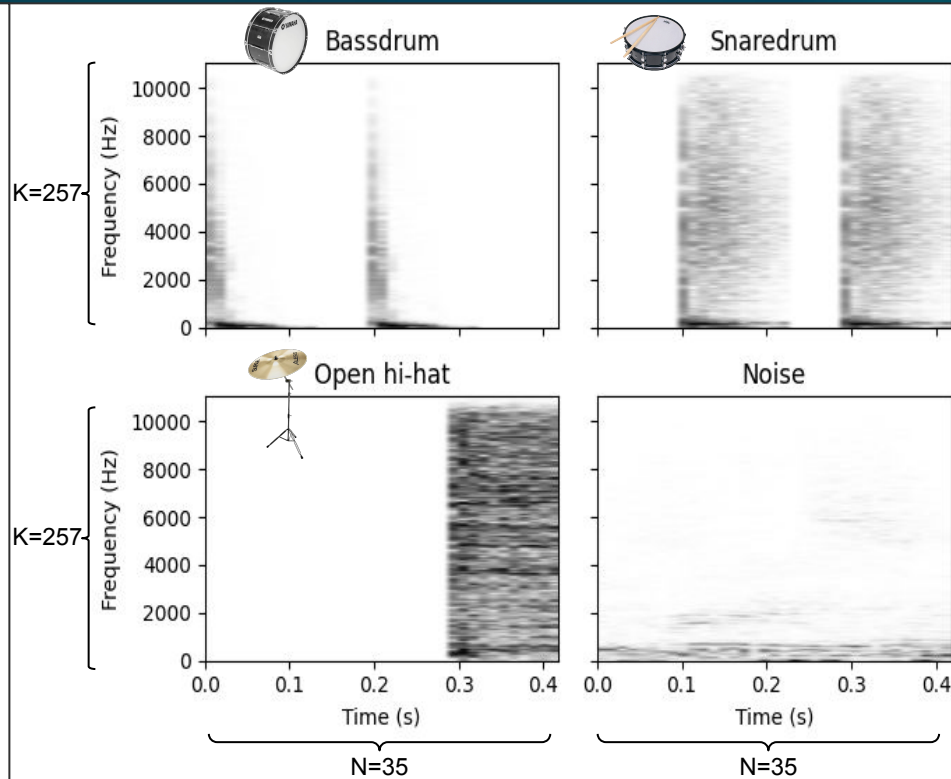 Bassdrum
Snaredrum
K=257
Frequency (Hz)
10000
8000
6000
4000
2000
0
Open hi-hat
Noise
K=257
Frequency (Hz)
10000
8000
6000
4000
2000
0
0.0 0.1 0.2 0.3 0.4
0.0 0.1 0.2 0.3 0.4
Time (s)
Time (s)
N=35
N=35